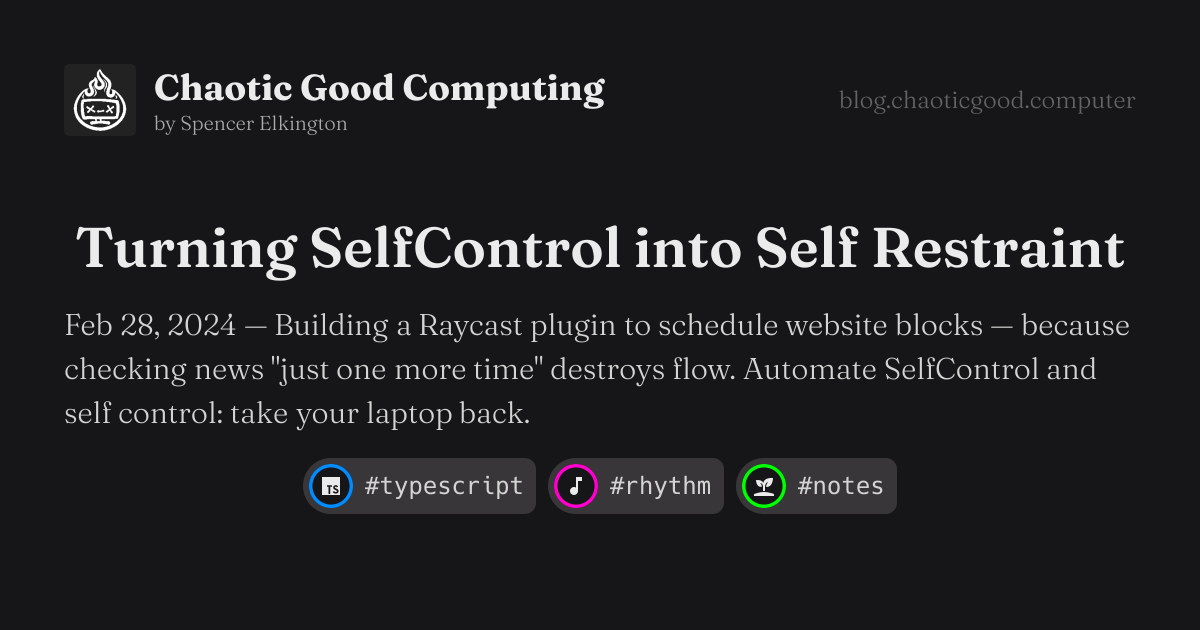 Chaotic Good Computing
by Spencer Elkington
blog.chaoticgood.computer
Turning SelfControl into Self Restraint
Feb 28, 2024 — Building a Raycast plugin to schedule website blocks — because
checking news "just one more time" destroys flow. Automate SelfControl and
self control: take your laptop back.
TS #typescript
#rhythm
#notes